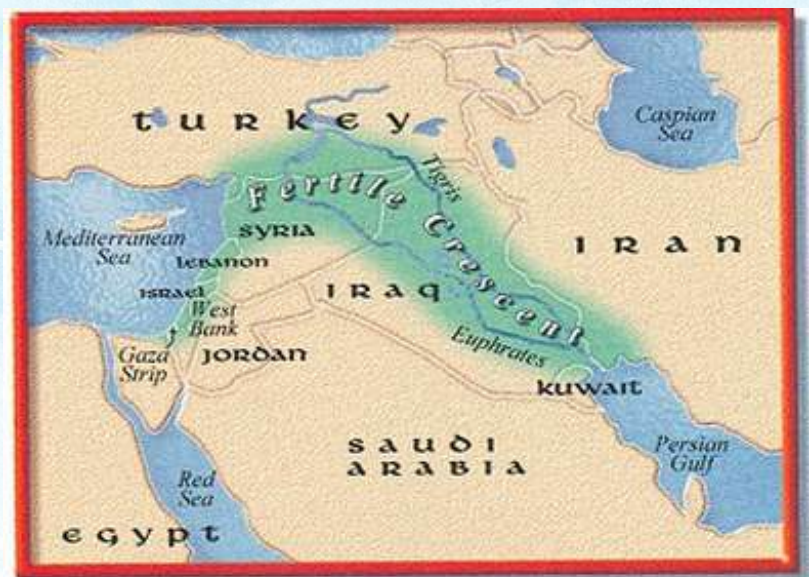 Caspian
Sea
TURKEY
Tigris
Fertile Crescent
Mediterranean
Sea
SYRIA
LEBANON
IRAN
ISRAEL
IRAQ
West
Bank
Gaza
Strip
JORDAN
Euphrates
KUWAIT
SAUDI
ARABIA
Persian
Gulf
Red
Sea
EGYPT